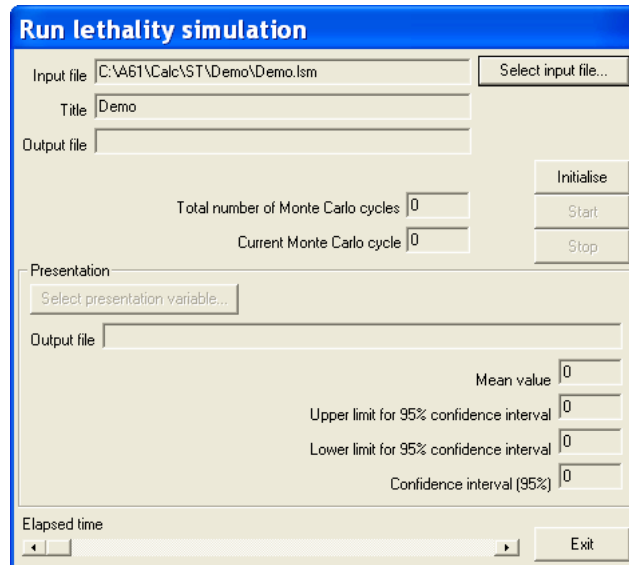 Run lethality simulation
Input file C:\A61\Calc\ST\Demo\Demo.lsm Select input file...
Title Demo
Output file
Initialise
Total number of Monte Carlo cycles 0 Start
Current Monte Carlo cycle 0 Stop
Presentation
Select presentation variable...
Output file
Mean value 0
Upper limit for 95% confidence interval 0
Lower limit for 95% confidence interval 0
Confidence interval (95%) 0
Elapsed time
Exit